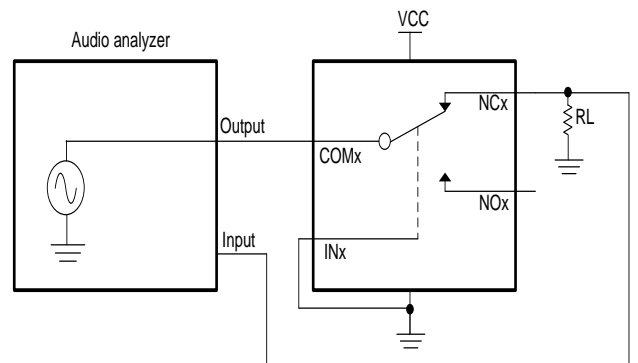 VCC
Audio analyzer
NCx
RL
Output
COMx
NOx
Input
INx